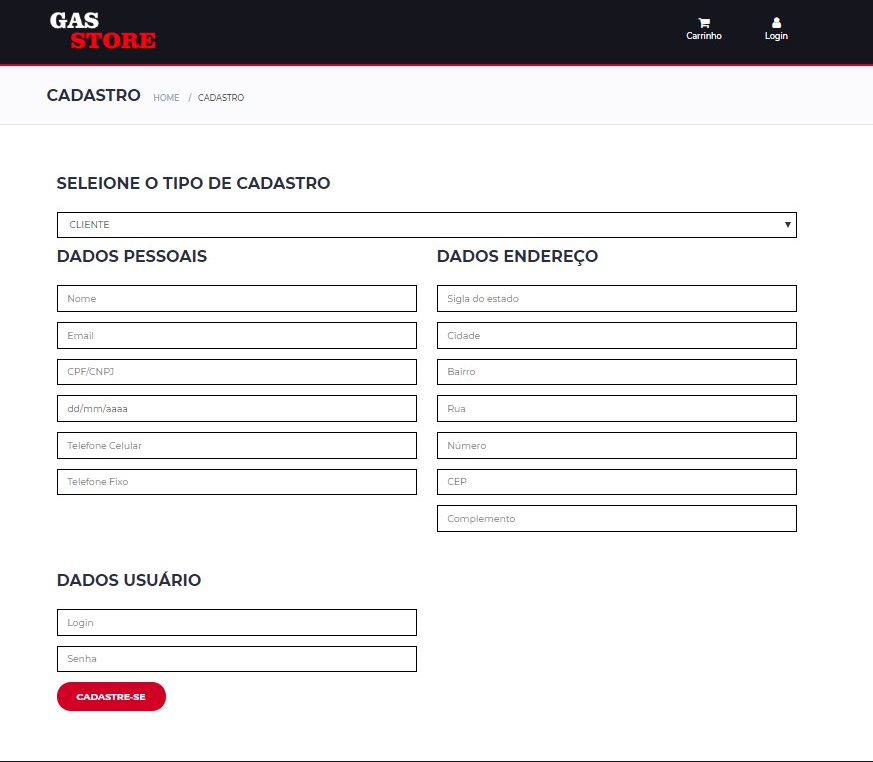 GAS
STORE
Carrinho
Login
CADASTRO HOME / CADASTRO
SELEIONE O TIPO DE CADASTRO
CLIENTE
DADOS PESSOAIS
Nome
Email
CPF/CNPJ
dd/mm/aaaa
Telefone Celular
Telefone Fixo
DADOS ENDEREÇO
Sigla do estado
Cidade
Bairro
Rua
Número
CEP
Complemento
DADOS USUÁRIO
Login
Senha
CADASTRE-SE